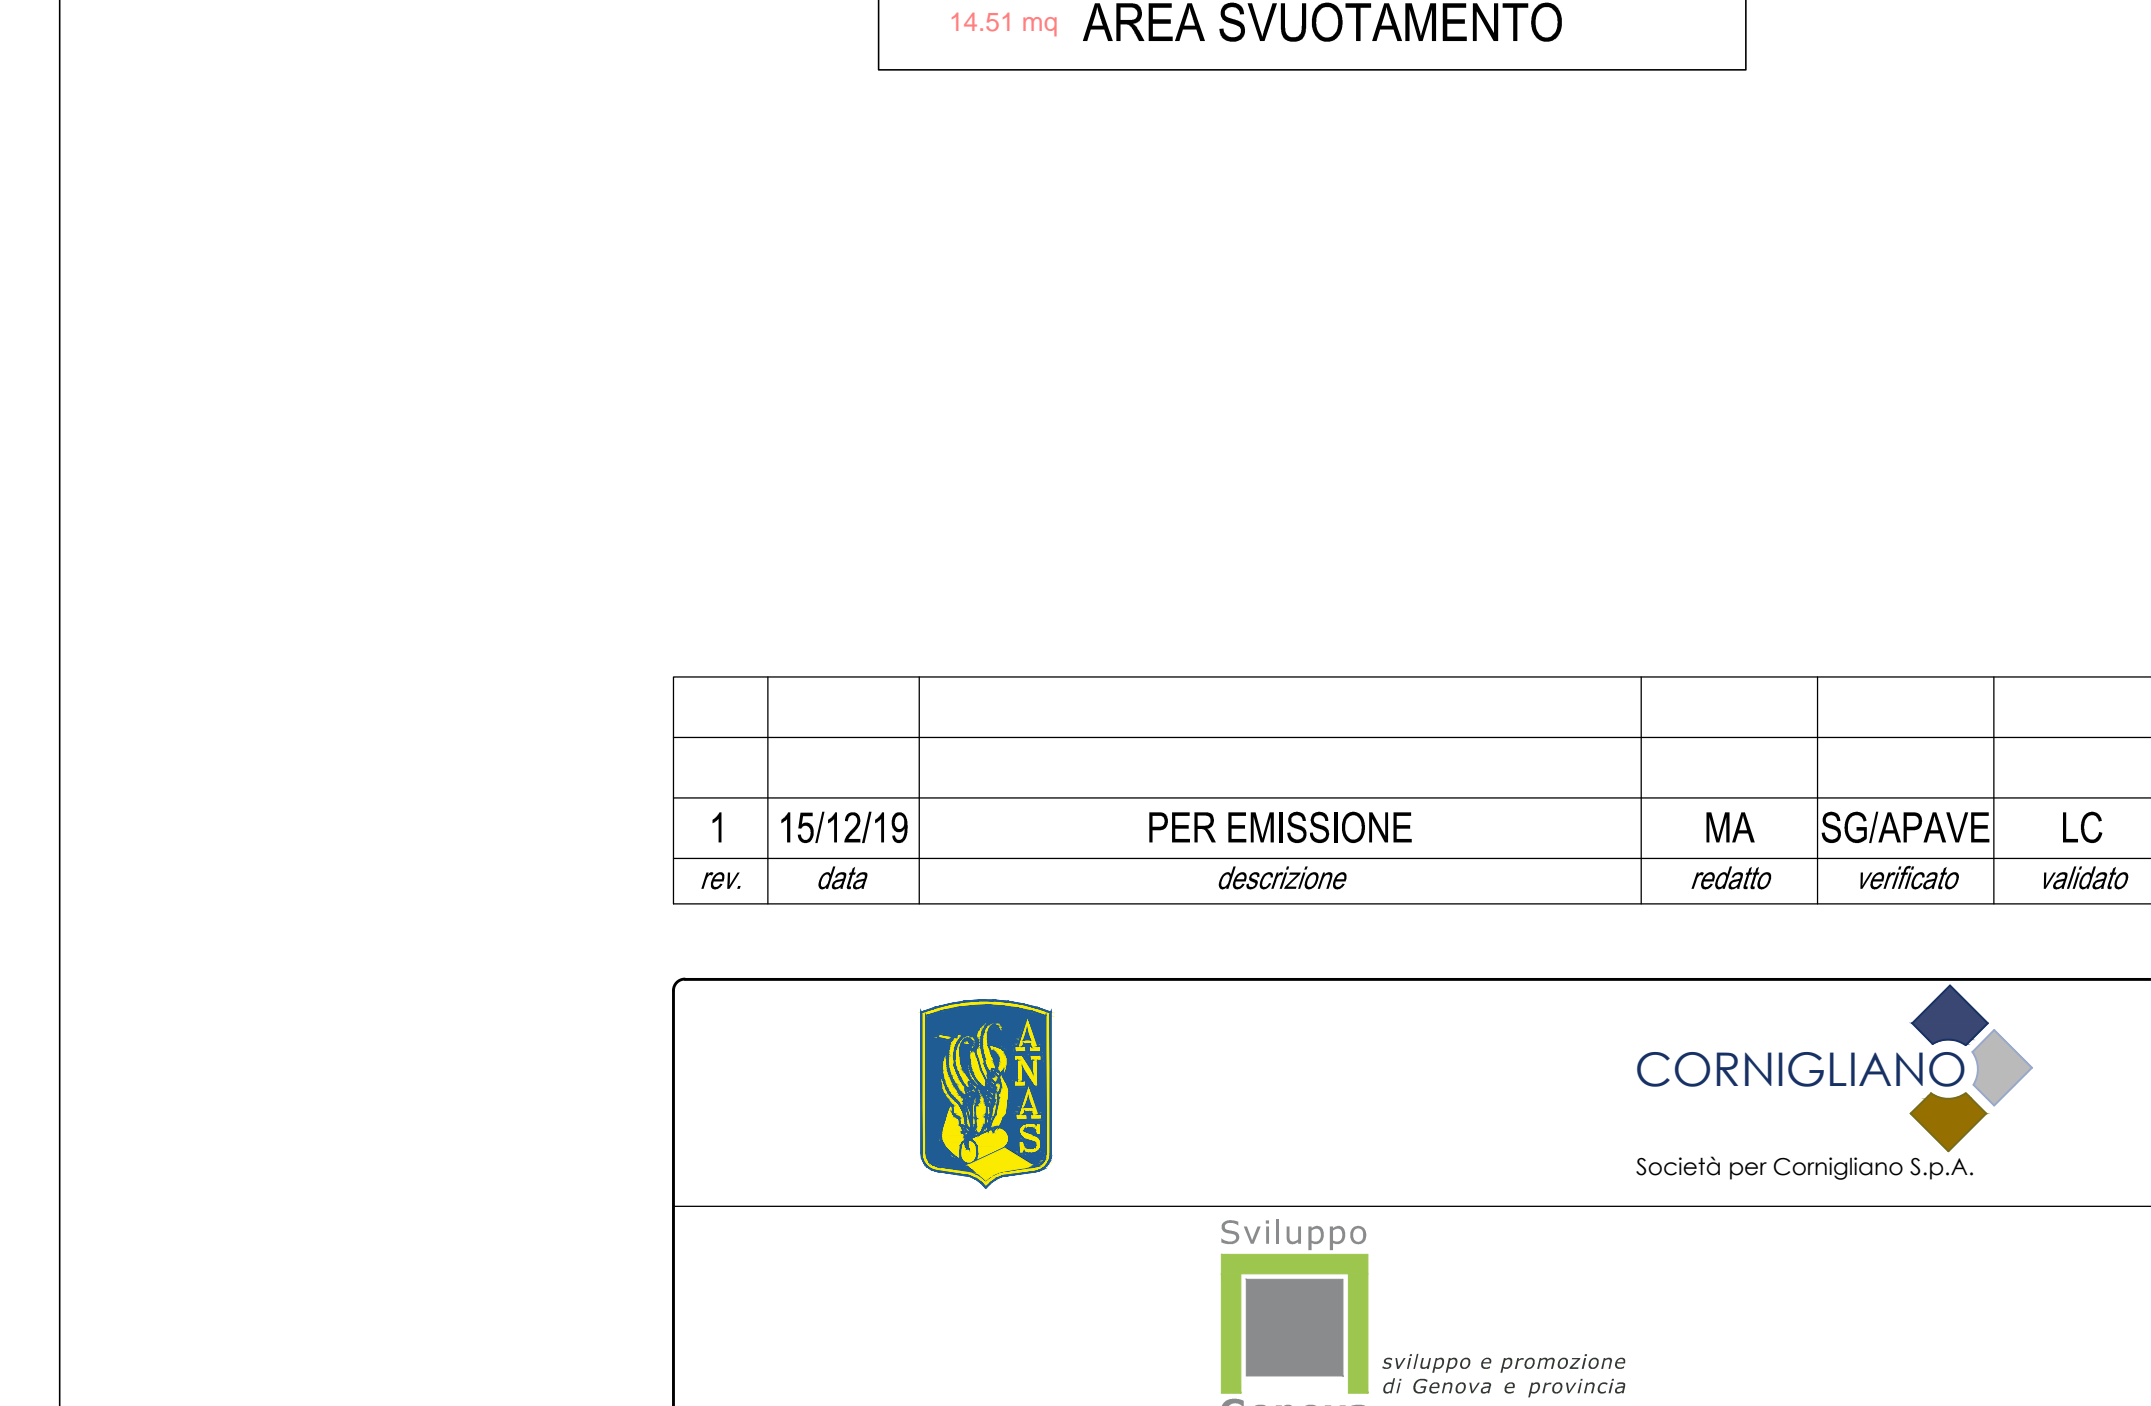 14.51 mq AREA SVUOTAMENTO
1 15/12/19 PER EMISSIONE MA SG/APAVE LC
rev. data descrizione redatto verificato validato
ANAS
CORNIGLIANO
Società per Cornigliano S.p.A.
Sviluppo
sviluppo e promozione
di Genova e provincia
Genova